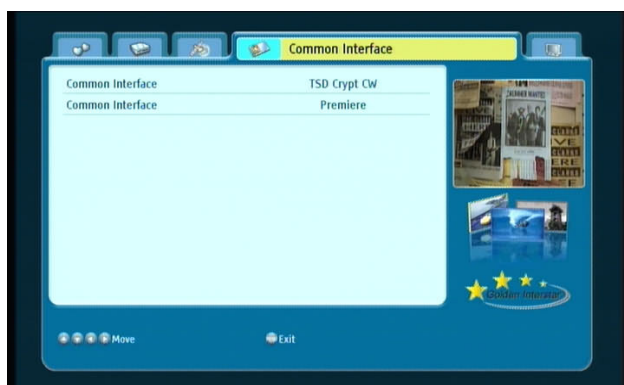 Common Interface
Common Interface TSD Crypt CW
Common Interface Premiere
Golden Interstar
Move Exit